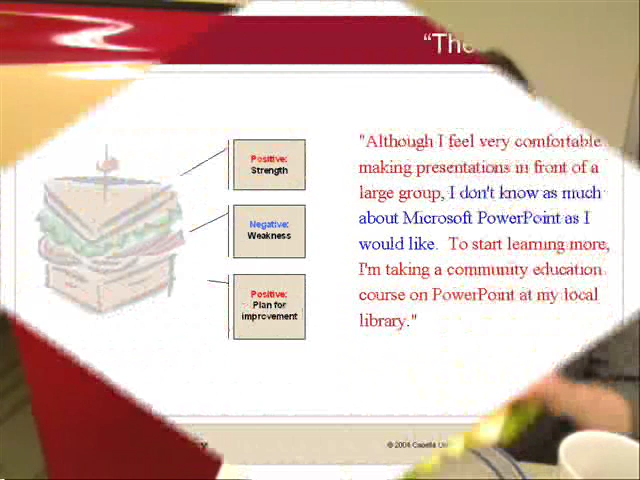 "The
Positive:
Strength
Negative:
Weakness
Positive:
Plan for
improvement
"Although I feel very comfortable
making presentations in front of a
large group, I don't know as much
about Microsoft PowerPoint as I
would like. To start learning more,
I'm taking a community education
course on PowerPoint at my local
library."
© 2004 Capella